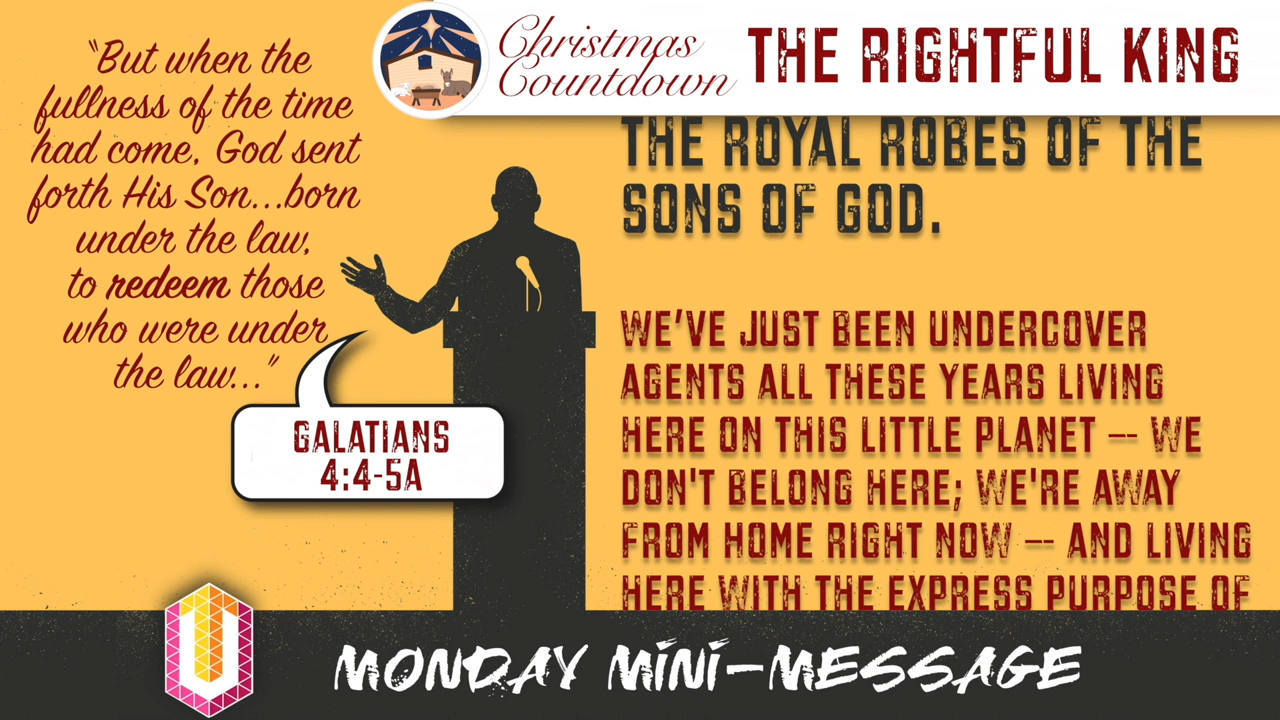 Christmas
Countdown
THE RIGHTFUL KING
"But when the
fullness of the time
had come, God sent
forth His Son...born
under the law,
to redeem those
who were under
the law..."
GALATIANS
4:4-5A
THE ROYAL ROBES OF THE
SONS OF GOD.
WE'VE JUST BEEN UNDERCOVER
AGENTS ALL THESE YEARS LIVING
HERE ON THIS LITTLE PLANET -- WE
DON'T BELONG HERE; WE'RE AWAY
FROM HOME RIGHT NOW -- AND LIVING
HERE WITH THE EXPRESS PURPOSE OF
U
MONDAY MINI-MESSAGE